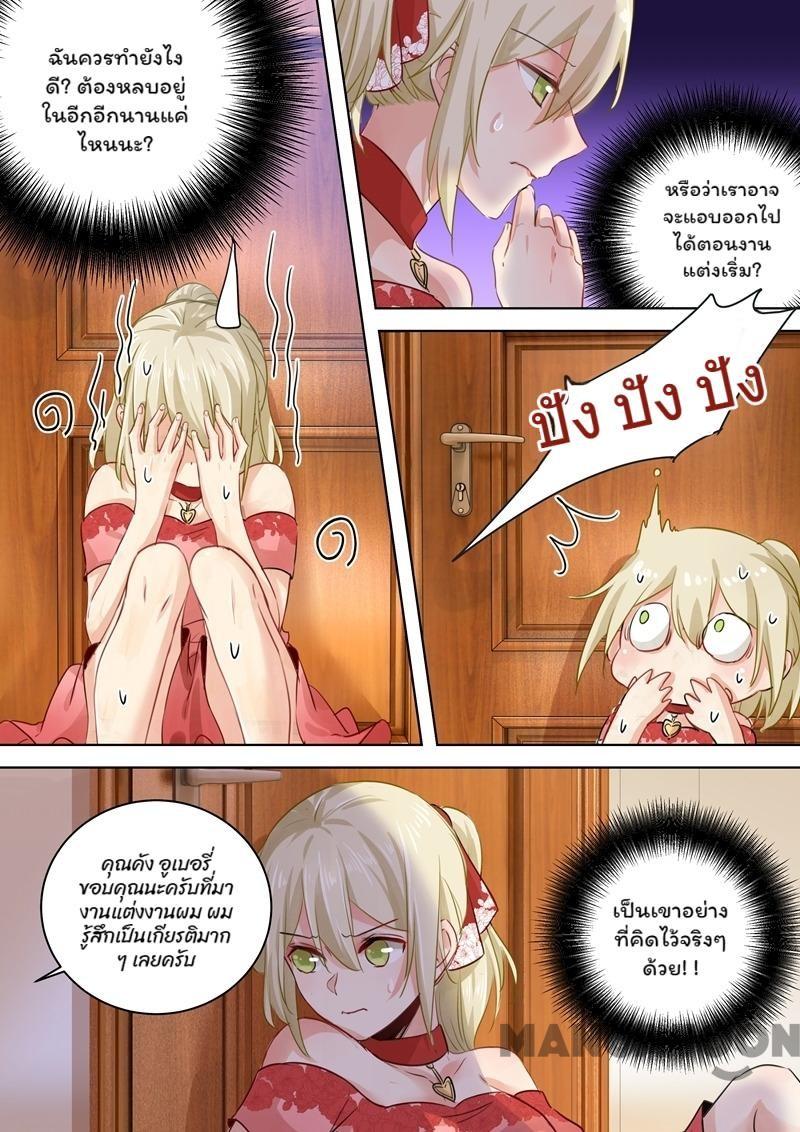 ฉันควรทำยังไง
ดี? ต้องหลบอยู่
ในอีกอีกนานแค่
ไหนนะ?
หรือว่าเราอาจ
จะแอบออกไป
ได้ตอนงาน
แต่งเริ่ม?
ปัง ปัง ปัง
คุณคัง อูเบอรี่
ขอบคุณนะครับที่มา
งานแต่งงานผม ผม
รู้สึกเป็นเกียรติมาก
ๆ เลยครับ
เป็นเขาอย่าง
ที่คิดไว้จริงๆ
ด้วย! !